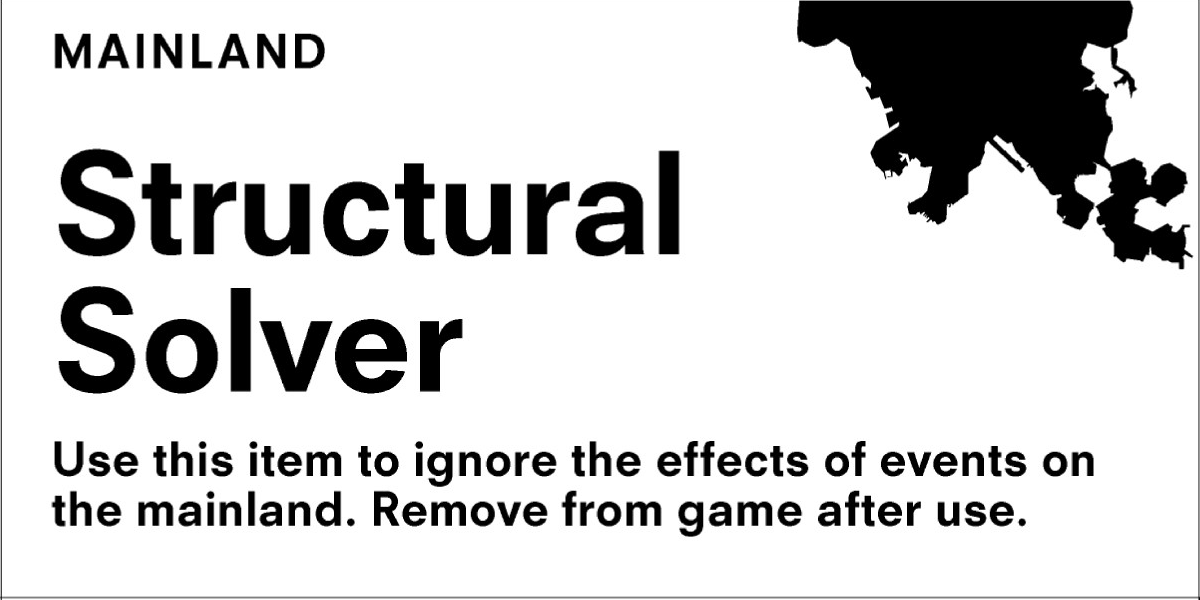 MAINLAND
Structural
Solver
Use this item to ignore the effects of events on
the mainland. Remove from game after use.